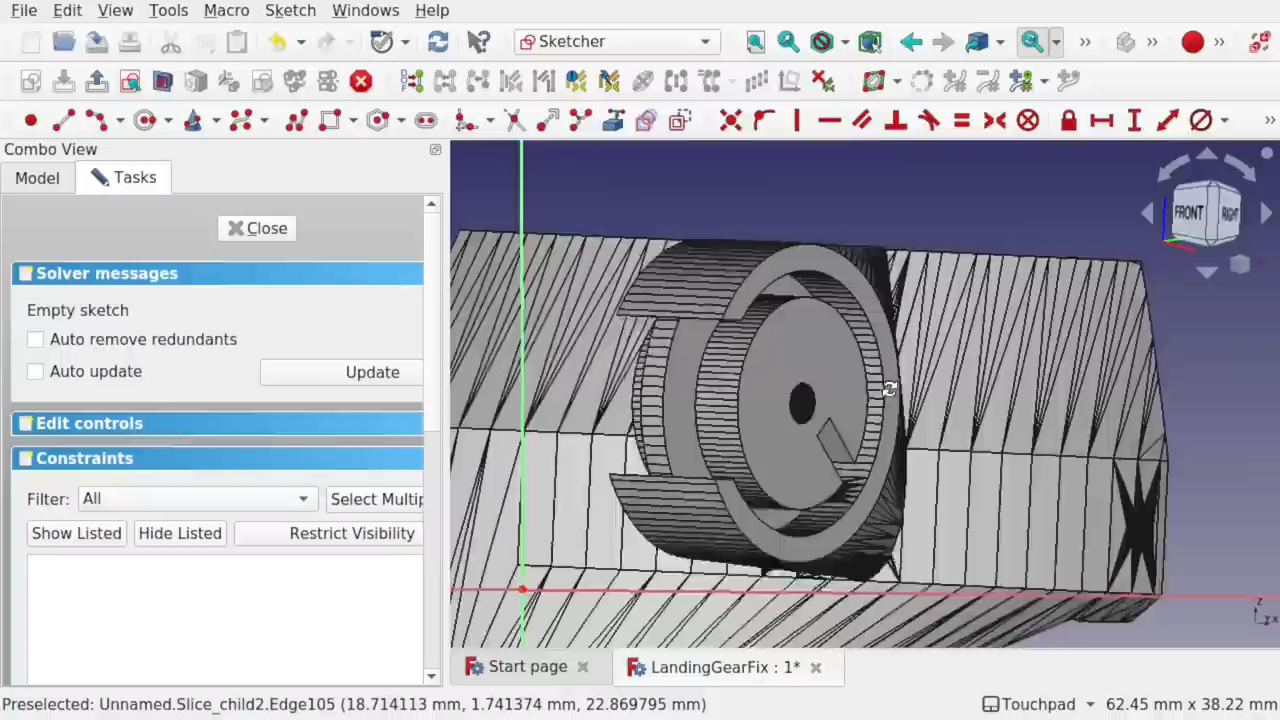 File Edit View Tools Macro Sketch Windows Help
Sketcher
Combo View
Model Tasks
Close
Solver messages
Empty sketch
Auto remove redundants
Auto update Update
Edit controls
Constraints
Filter: All Select Multip
Show Listed Hide Listed Restrict Visibility
FRONT RIGHT
Z
Y X
Start page LandingGearFix : 1*
Preselected: Unnamed.Slice_child2.Edge105 (18.714113 mm, 1.741374 mm, 22.869795 mm) Touchpad 62.45 mm x 38.22 mm